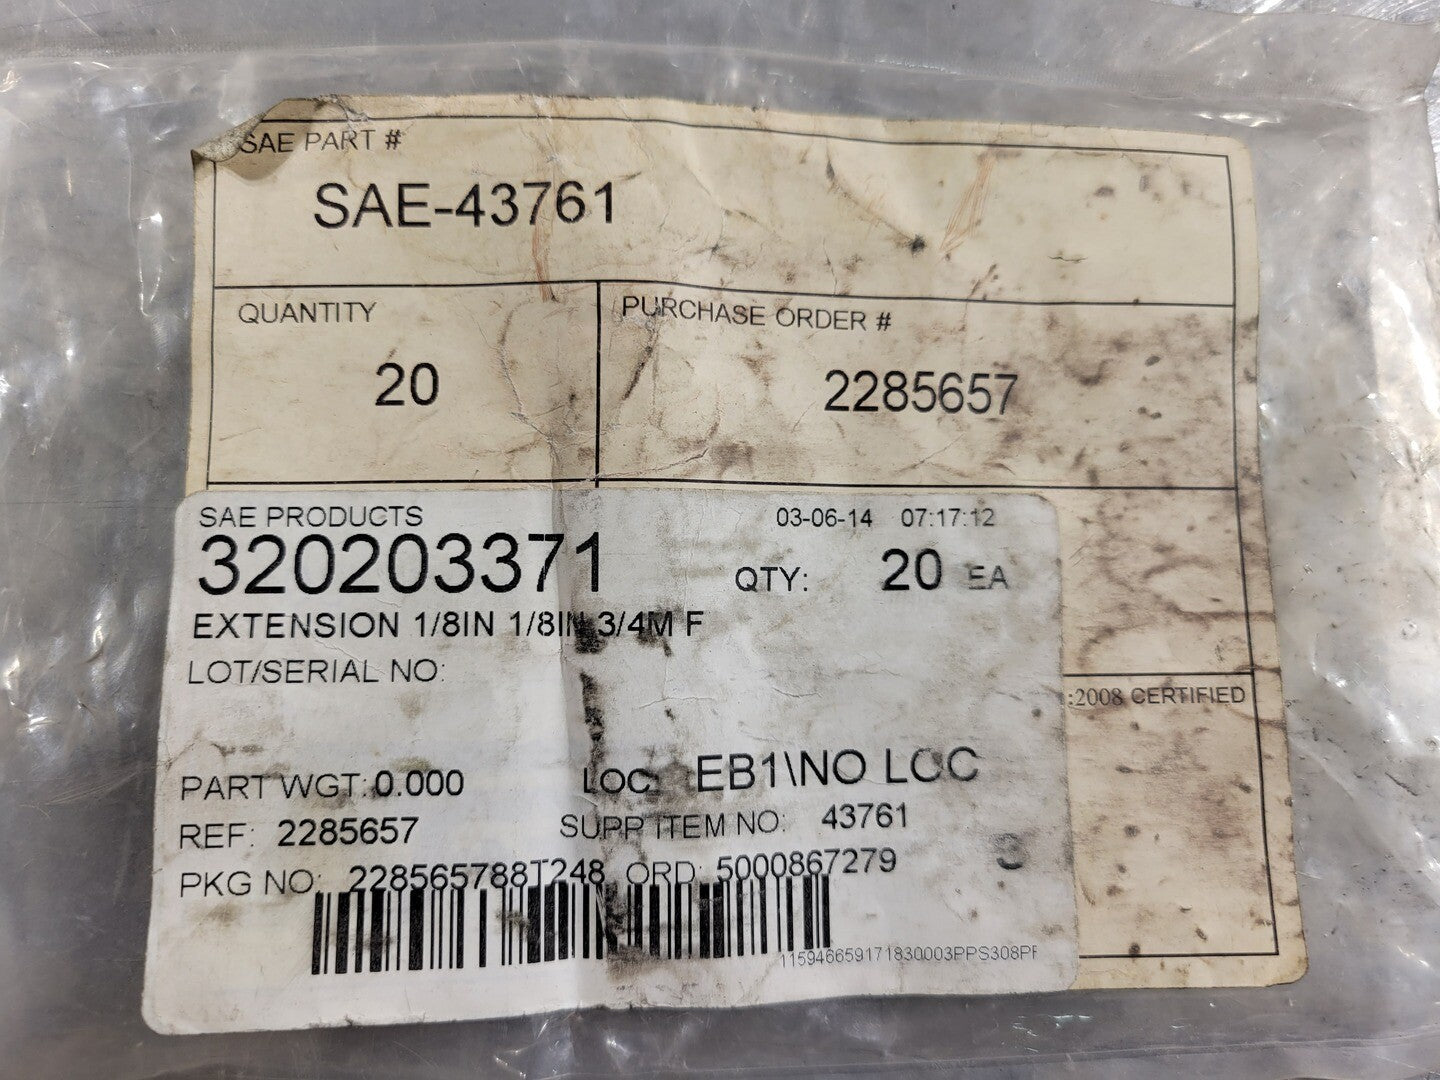 SAE PART #
SAE-43761
QUANTITY
20
PURCHASE ORDER #
2285657
:2008 CERTIFIED
SAE PRODUCTS
03-06-14 07:17:12
320203371
QTY: 20 EA
EXTENSION 1/8IN 1/8IN 3/4M F
LOT/SERIAL NO:
PART WGT: 0.000 LOC: EB1\NO LOC
REF: 2285657 SUPP ITEM NO: 43761
PKG NO: 228565788T248 ORD: 5000867279
115946659171830003PPS308PF